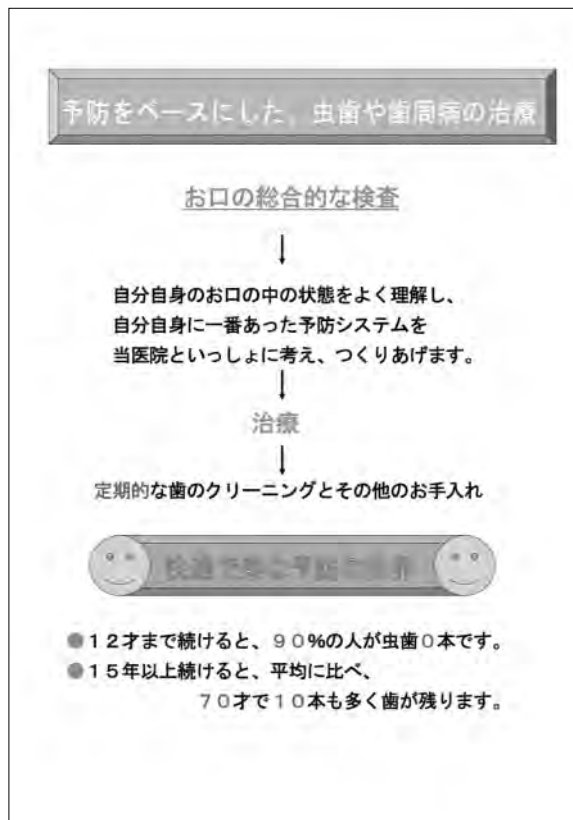 予防をベースにした、虫歯や歯周病の治療
お口の総合的な検査
自分自身のお口の中の状態をよく理解し、
自分自身に一番あった予防システムを
当医院といっしょに考え、つくりあげます。
治療
定期的な歯のクリーニングとその他のお手入れ
快適で
●12才まで続けると、90%の人が虫歯0本です。
●15年以上続けると、平均に比べ、
70才で10本も多く歯が残ります。